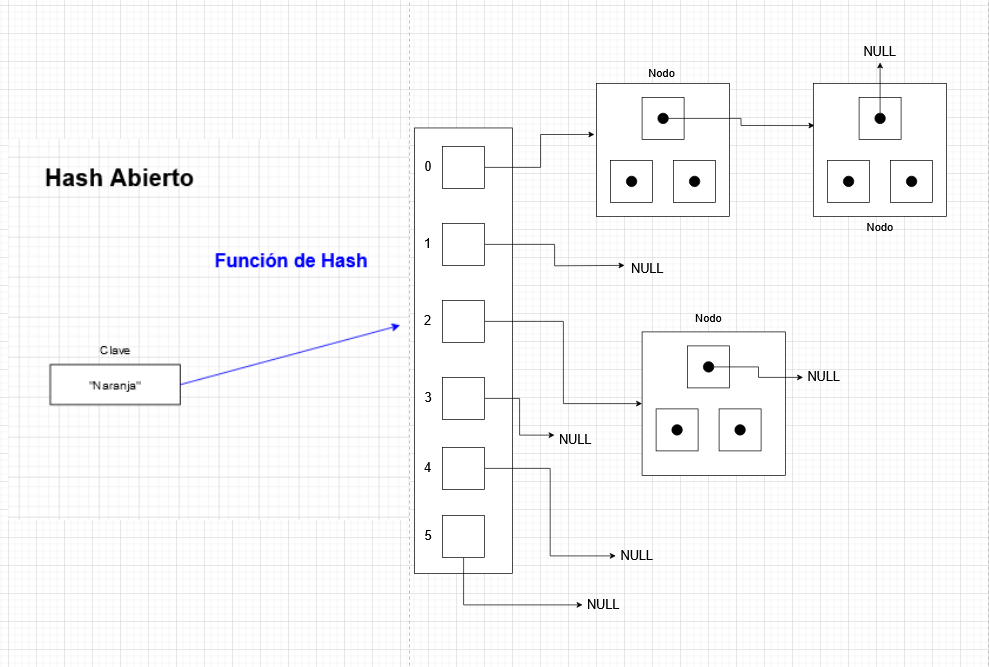 Hash Abierto
Función de Hash
Clave
"Naranja"
0
1
2
3
4
5
Nodo
NULL
Nodo
NULL
Nodo
NULL
NULL
NULL
NULL